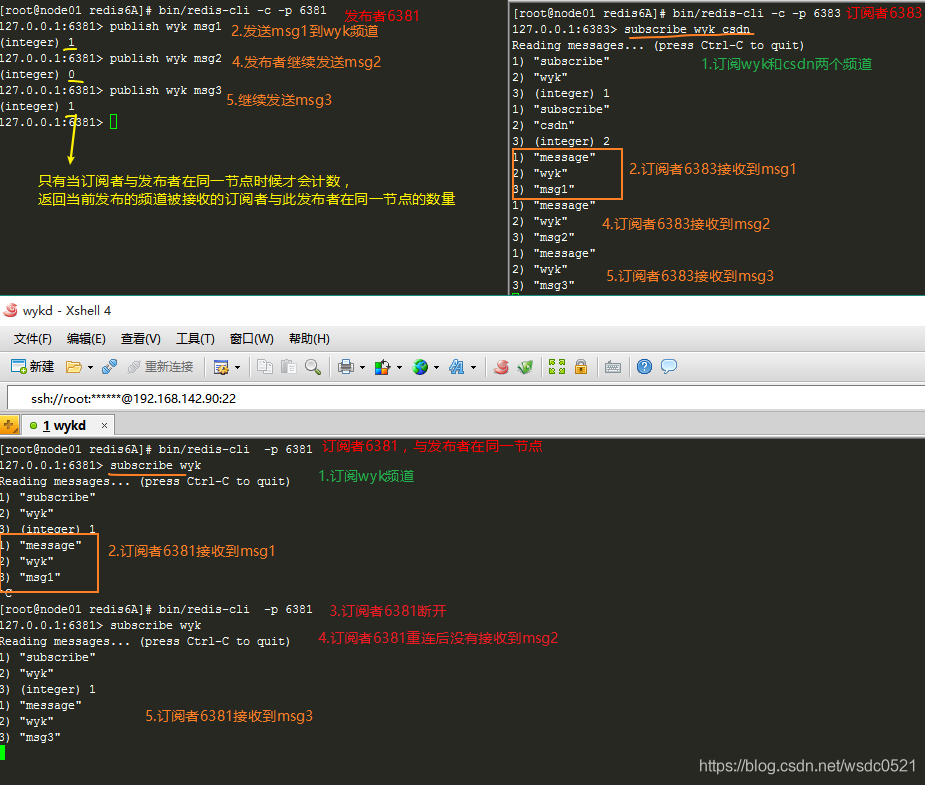 [root@node01 redis6A]# bin/redis-cli -c -p 6381 发布者6381
127.0.0.1:6381> publish wyk msg1 2.发送msg1到wyk频道
(integer) 1
127.0.0.1:6381> publish wyk msg2 4.发布者继续发送msg2
(integer) 0
127.0.0.1:6381> publish wyk msg3 5.继续发送msg3
(integer) 1
127.0.0.1:6381>
只有当订阅者与发布者在同一节点时候才会计数，
返回当前发布的频道被接收的订阅者与此发布者在同一节点的数量
[root@node01 redis6A]# bin/redis-cli -c -p 6383 订阅者6383
127.0.0.1:6383> subscribe wyk csdn
Reading messages... (press Ctrl-C to quit)
1) "subscribe" 1.订阅wyk和csdn两个频道
2) "wyk"
3) (integer) 1
1) "subscribe"
2) "csdn"
3) (integer) 2
1) "message"
2) "wyk" 2.订阅者6383接收到msg1
3) "msg1"
1) "message"
2) "wyk" 4.订阅者6383接收到msg2
3) "msg2"
1) "message"
2) "wyk" 5.订阅者6383接收到msg3
3) "msg3"
wykd - Xshell 4
文件(F) 编辑(E) 查看(V) 工具(T) 窗口(W) 帮助(H)
新建 重新连接
ssh://root:******@192.168.142.90:22
1 wykd ×
[root@node01 redis6A]# bin/redis-cli  -p 6381 订阅者6381，与发布者在同一节点
127.0.0.1:6381> subscribe wyk
Reading messages... (press Ctrl-C to quit) 1.订阅wyk频道
1) "subscribe"
2) "wyk"
3) (integer) 1
1) "message"
2) "wyk" 2.订阅者6381接收到msg1
3) "msg1"
C
[root@node01 redis6A]# bin/redis-cli  -p 6381 3.订阅者6381断开
127.0.0.1:6381> subscribe wyk
Reading messages... (press Ctrl-C to quit) 4.订阅者6381重连后没有接收到msg2
1) "subscribe"
2) "wyk"
3) (integer) 1
1) "message"
2) "wyk" 5.订阅者6381接收到msg3
3) "msg3"
https://blog.csdn.net/wsdc0521